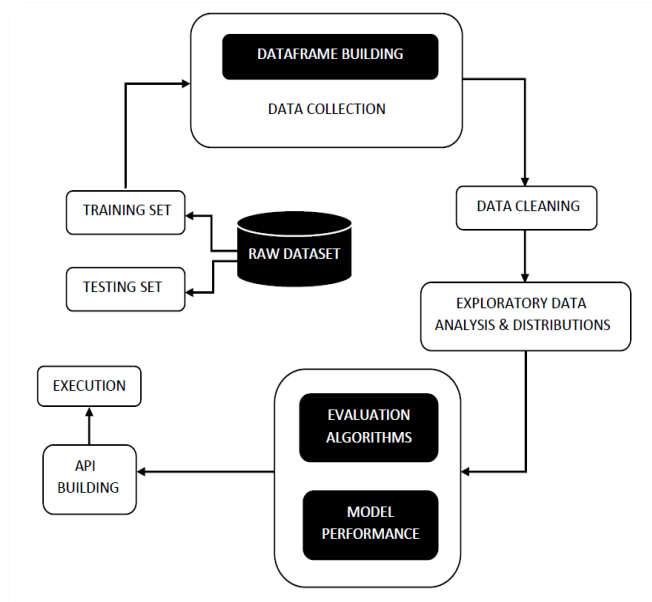 DATAFRAME BUILDING
DATA COLLECTION
TRAINING SET
RAW DATASET
TESTING SET
DATA CLEANING
EXPLORATORY DATA
ANALYSIS & DISTRIBUTIONS
EVALUATION
ALGORITHMS
MODEL
PERFORMANCE
API
BUILDING
EXECUTION